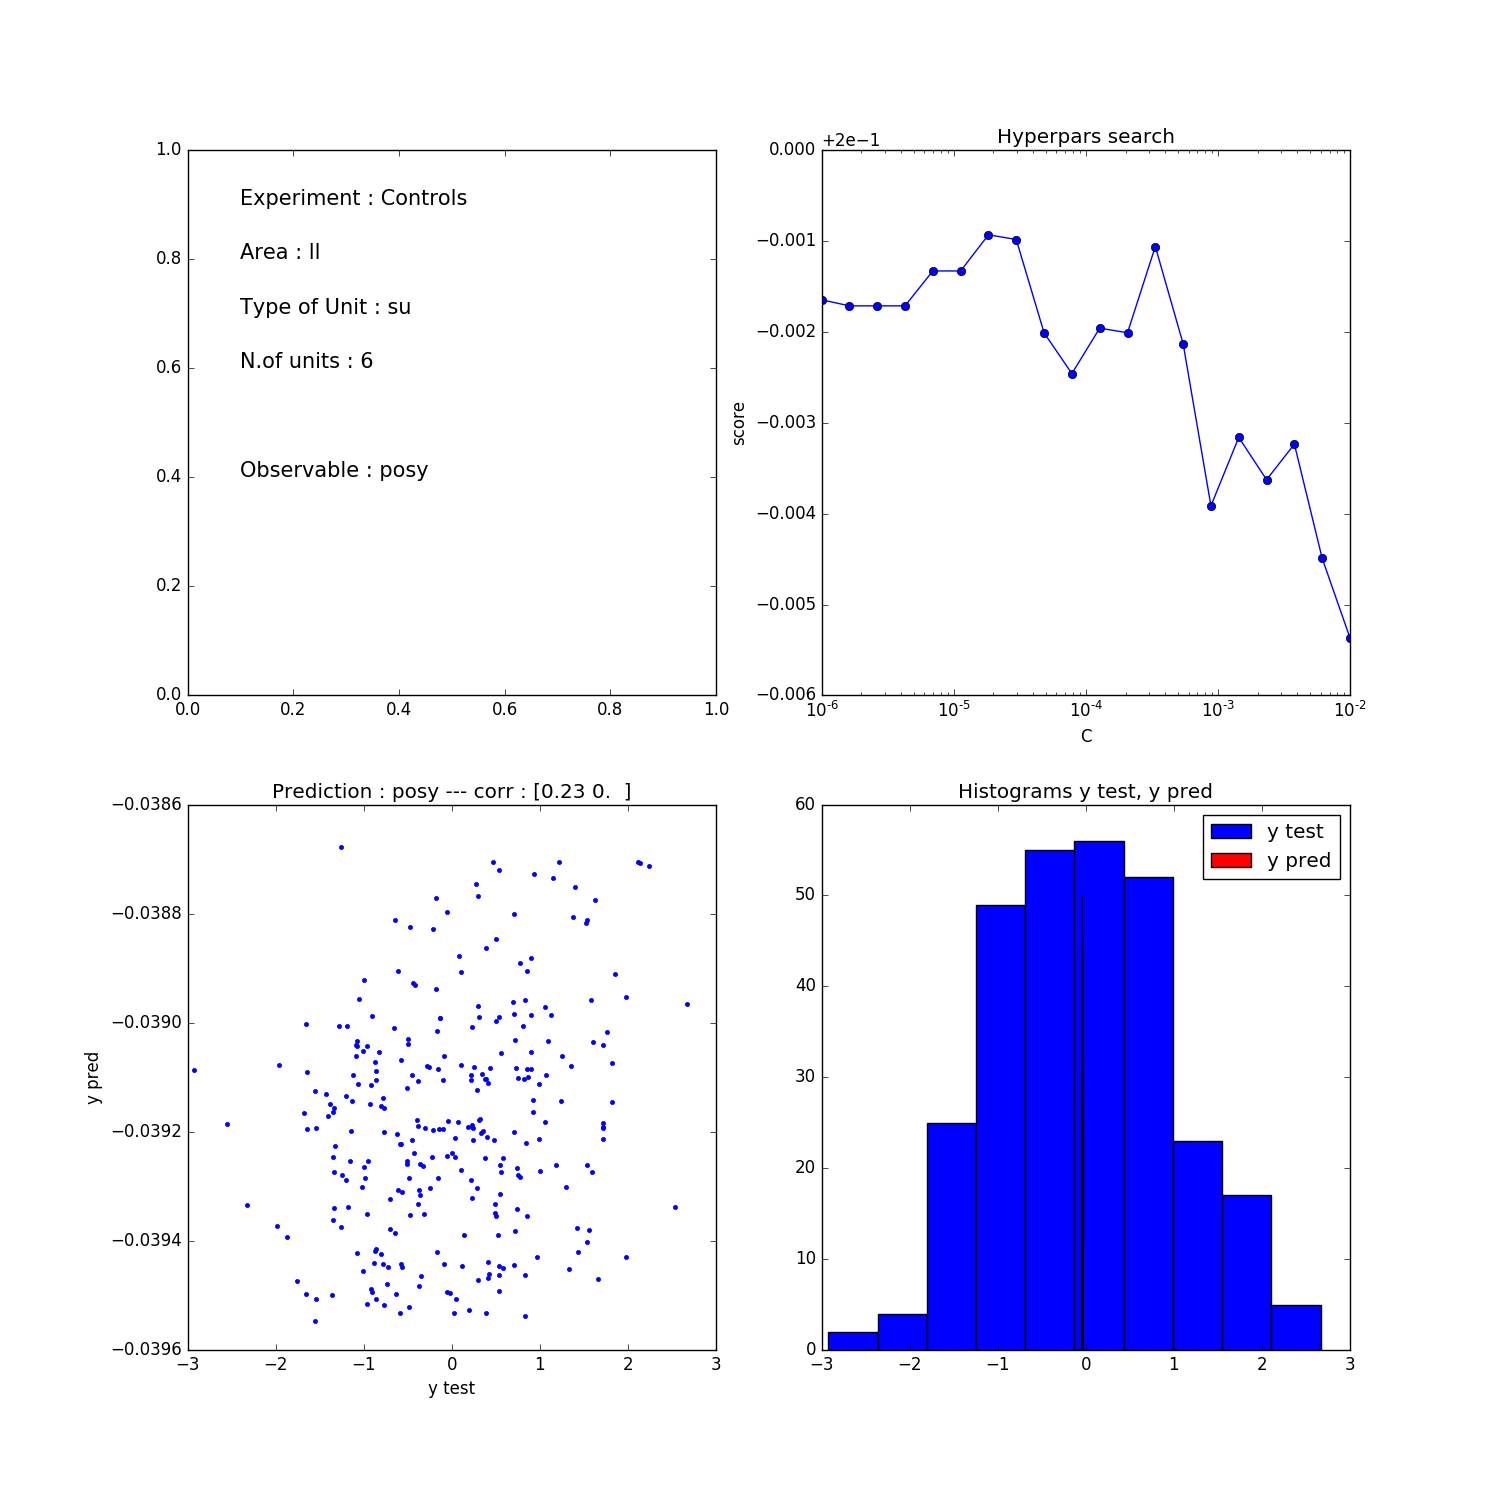 1.0
0.8
0.6
0.4
0.2
0.0
Experiment : Controls
Area : ll
Type of Unit : su
N.of units : 6
Observable : posy
0.0 0.2 0.4 0.6 0.8 1.0
Hyperpars search
+2e−1
0.000
−0.001
−0.002
−0.003
−0.004
−0.005
−0.006
score
10-6 10-5 10-4 10-3 10-2
C
Prediction : posy --- corr : [0.23 0. ]
−0.0386
−0.0388
−0.0390
−0.0392
−0.0394
−0.0396
y pred
−3 −2 −1 0 1 2 3
y test
Histograms y test, y pred
60
50
40
30
20
10
0
y test
y pred
−3 −2 −1 0 1 2 3